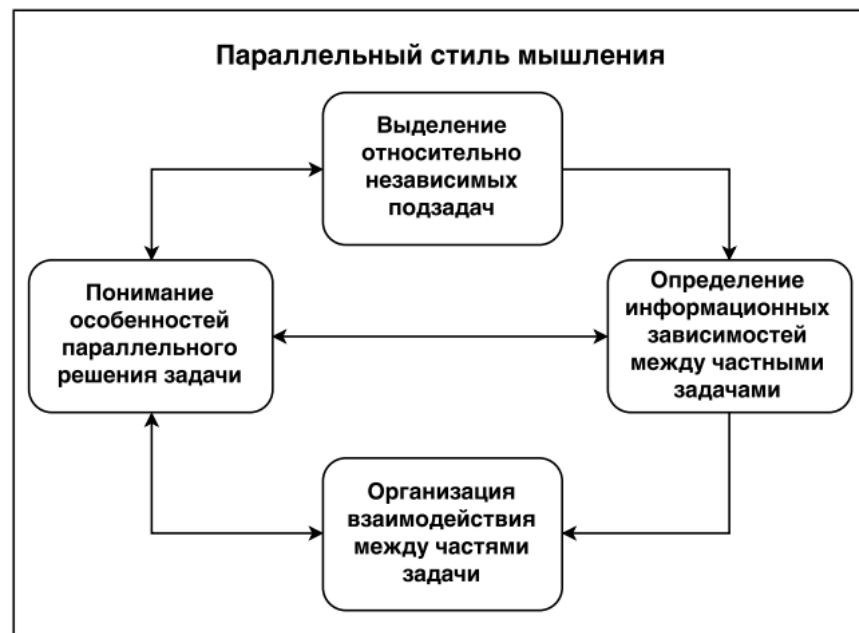 Параллельный стиль мышления
Выделение
относительно
независимых
подзадач
Понимание
особенностей
параллельного
решения задачи
Определение
информационных
зависимостей
между частными
задачами
Организация
взаимодействия
между частями
задачи